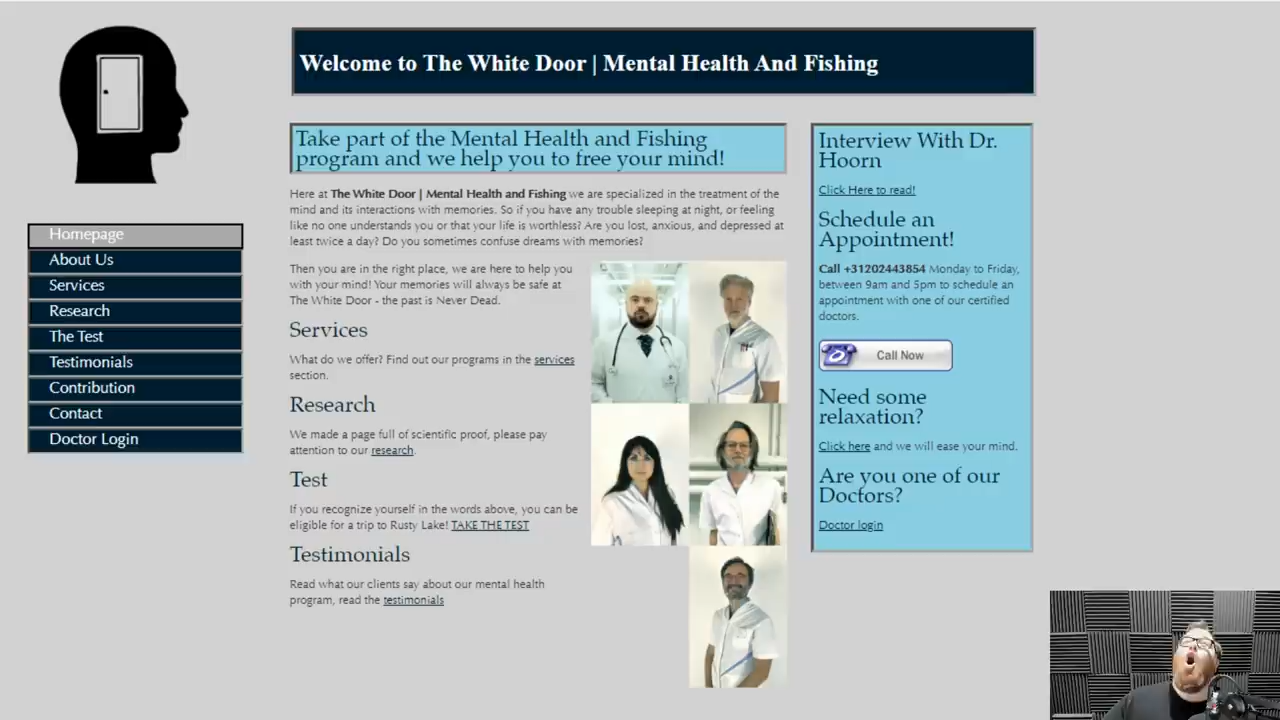 Welcome to The White Door | Mental Health And Fishing
Homepage
About Us
Services
Research
The Test
Testimonials
Contribution
Contact
Doctor Login
Take part of the Mental Health and Fishing
program and we help you to free your mind!
Here at The White Door | Mental Health and Fishing we are specialized in the treatment of the
mind and its interactions with memories. So if you have any trouble sleeping at night, or feeling
like no one understands you or that your life is worthless? Are you lost, anxious, and depressed at
least twice a day? Do you sometimes confuse dreams with memories?
Then you are in the right place, we are here to help you
with your mind! Your memories will always be safe at
The White Door - the past is Never Dead.
Services
What do we offer? Find out our programs in the services
section.
Research
We made a page full of scientific proof, please pay
attention to our research.
Test
If you recognize yourself in the words above, you can be
eligible for a trip to Rusty Lake! TAKE THE TEST
Testimonials
Read what our clients say about our mental health
program, read the testimonials
Interview With Dr.
Hoorn
Click Here to read!
Schedule an
Appointment!
Call +31202443854 Monday to Friday,
between 9am and 5pm to schedule an
appointment with one of our certified
doctors.
Call Now
Need some
relaxation?
Click here and we will ease your mind.
Are you one of our
Doctors?
Doctor login